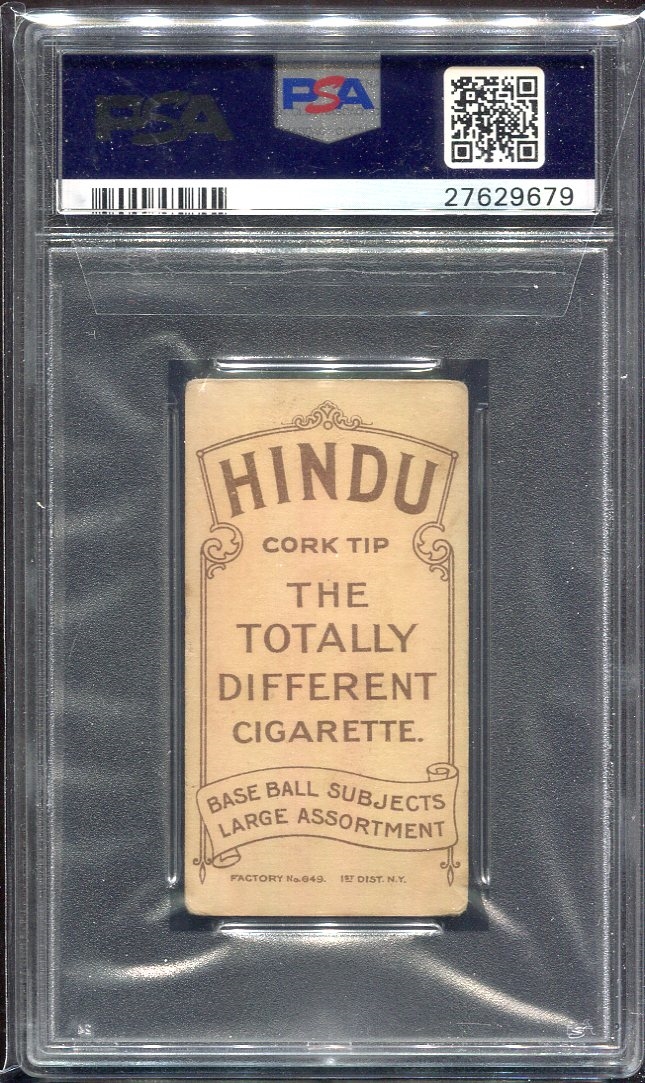 PSA
PSA
27629679
HINDU
CORK TIP
THE
TOTALLY
DIFFERENT
CIGARETTE.
BASE BALL SUBJECTS
LARGE ASSORTMENT
FACTORY No. 649. 1ST DIST. N.Y.